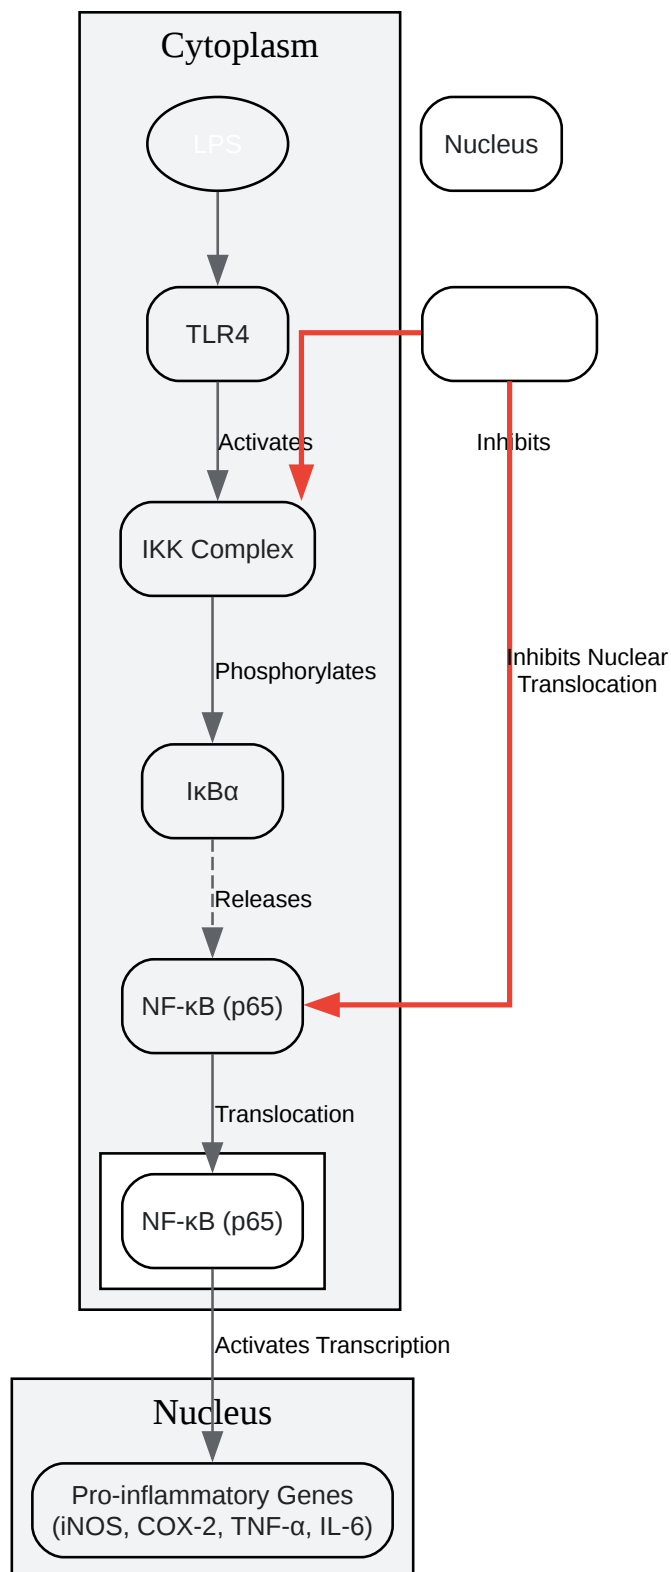 Cytoplasm
LPS
Nucleus
TLR4
Activates
Inhibits
IKK Complex
Inhibits Nuclear
Translocation
Phosphorylates
IκBα
Releases
NF-κB (p65)
Translocation
NF-κB (p65)
Activates Transcription
Nucleus
Pro-inflammatory Genes
(iNOS, COX-2, TNF-α, IL-6)